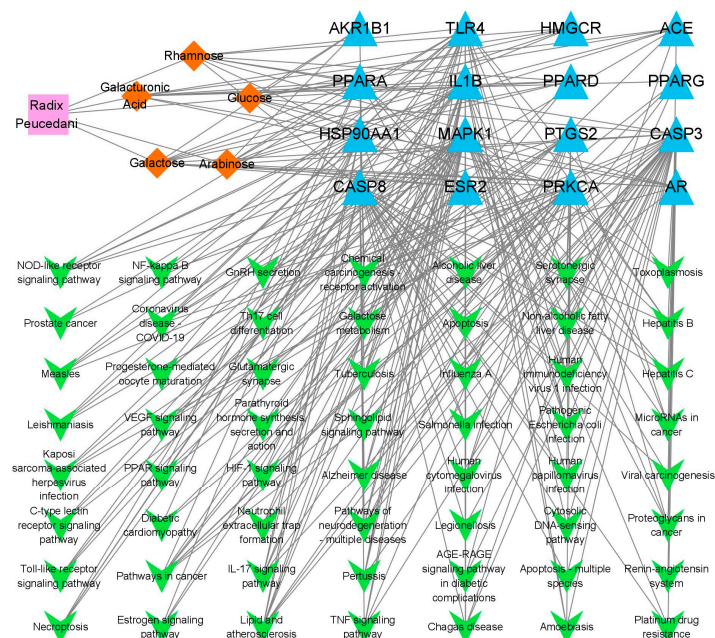 AKR1B1
TLR4
HMGCR
ACE
Rhamnose
PPARA
IL1B
PPARD
PPARG
Galacturonic
Acid
Glucose
Radix
Peucedani
HSP90AA1
MAPK1
PTGS2
CASP3
Galactose
Arabinose
CASP8
ESR2
PRKCA
AR
NOD-like receptor
signaling pathway
NF-kappa B
signaling pathway
GnRH secretion
Chemical
carcinogenesis -
receptor activation
Alcoholic liver
disease
Serotonergic
synapse
Toxoplasmosis
Prostate cancer
Coronavirus
disease -
COVID-19
Th17 cell
differentiation
Galactose
metabolism
Apoptosis
Non-alcoholic fatty
liver disease
Hepatitis B
Measles
Progesterone-mediated
oocyte maturation
Glutamatergic
synapse
Tuberculosis
Influenza A
Human
immunodeficiency
virus 1 infection
Hepatitis C
Leishmaniasis
VEGF signaling
pathway
Parathyroid
hormone synthesis,
secretion and
action
Sphingolipid
signaling pathway
Salmonella infection
Pathogenic
Escherichia coli
infection
MicroRNAs in
cancer
Kaposi
sarcoma-associated
herpesvirus
infection
PPAR signaling
pathway
HIF-1 signaling
pathway
Alzheimer disease
Human
cytomegalovirus
infection
Human
papillomavirus
infection
Viral carcinogenesis
C-type lectin
receptor signaling
pathway
Diabetic
cardiomyopathy
Neutrophil
extracellular trap
formation
Pathways of
neurodegeneration
- multiple diseases
Legionellosis
Cytosolic
DNA-sensing
pathway
Proteoglycans in
cancer
Toll-like receptor
signaling pathway
Pathways in cancer
IL-17 signaling
pathway
Pertussis
AGE-RAGE
signaling pathway
in diabetic
complications
Apoptosis - multiple
species
Renin-angiotensin
system
Necroptosis
Estrogen signaling
pathway
Lipid and
atherosclerosis
TNF signaling
pathway
Chagas disease
Amoebiasis
Platinum drug
resistance